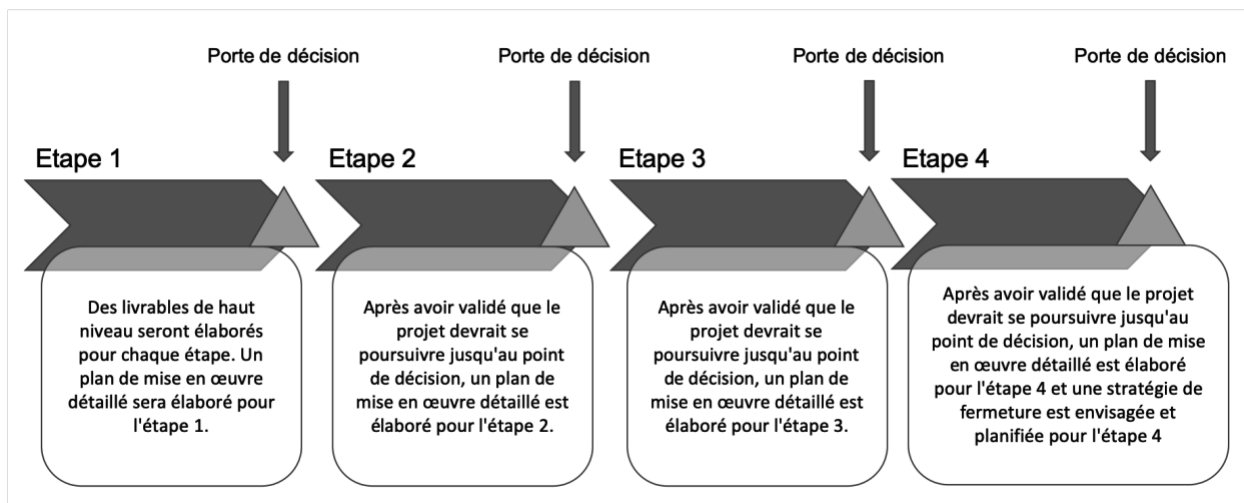 Porte de décision
Porte de décision
Porte de décision
Porte de décision
Etape 1
Etape 2
Etape 3
Etape 4
Des livrables de haut
niveau seront élaborés
pour chaque étape. Un
plan de mise en œuvre
détaillé sera élaboré pour
l'étape 1.
Après avoir validé que le
projet devrait se
poursuivre jusqu'au point
de décision, un plan de
mise en œuvre détaillé est
élaboré pour l'étape 2.
Après avoir validé que le
projet devrait se
poursuivre jusqu'au point
de décision, un plan de
mise en œuvre détaillé est
élaboré pour l'étape 3.
Après avoir validé que le projet
devrait se poursuivre jusqu'au
point de décision, un plan de mise
en œuvre détaillé est élaboré
pour l'étape 4 et une stratégie de
fermeture est envisagée et
planifiée pour l'étape 4